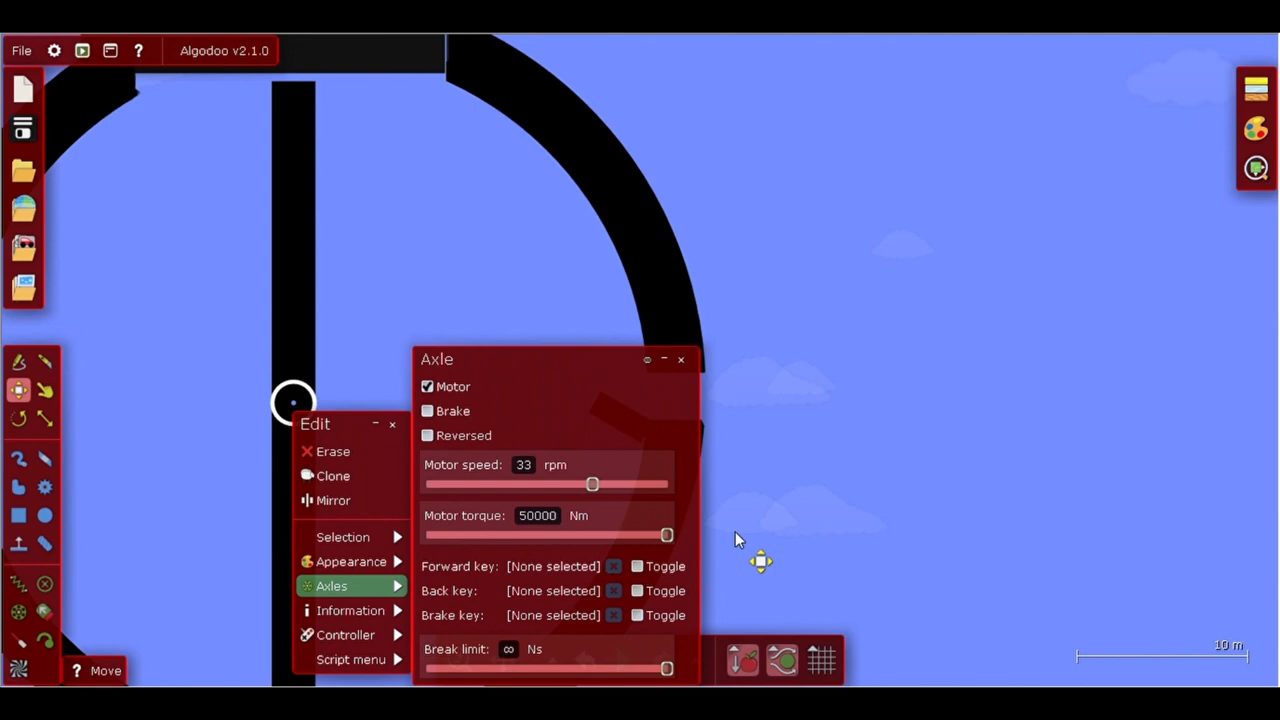 File ? Algodoo v2.1.0
Axle
Motor
Brake
Reversed
Motor speed: 33 rpm
Motor torque: 50000 Nm
Forward key: [None selected] Toggle
Back key: [None selected] Toggle
Brake key: [None selected] Toggle
Break limit: ∞ Ns
Edit
Erase
Clone
Mirror
Selection
Appearance
Axles
Information
Controller
Script menu
? Move
10 m